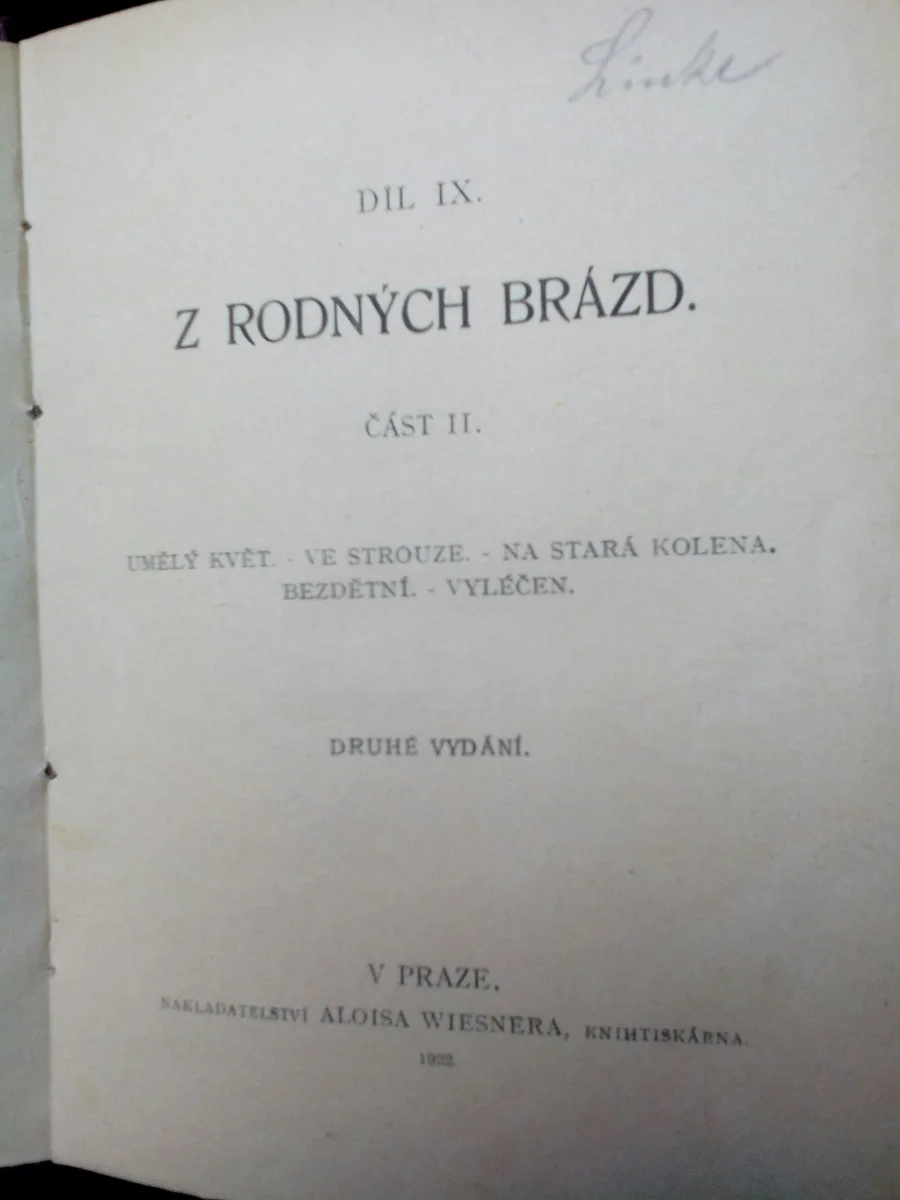 Linke
DÍL IX.
Z RODNÝCH BRÁZD.
ČÁST II.
UMĚLÝ KVĚT. - VE STROUZE. - NA STARÁ KOLENA.
BEZDĚTNÍ. - VYLÉČEN.
DRUHÉ VYDÁNÍ.
V PRAZE.
NAKLADATELSTVÍ ALOISA WIESNERA, KNIHTISKÁRNA.
1922